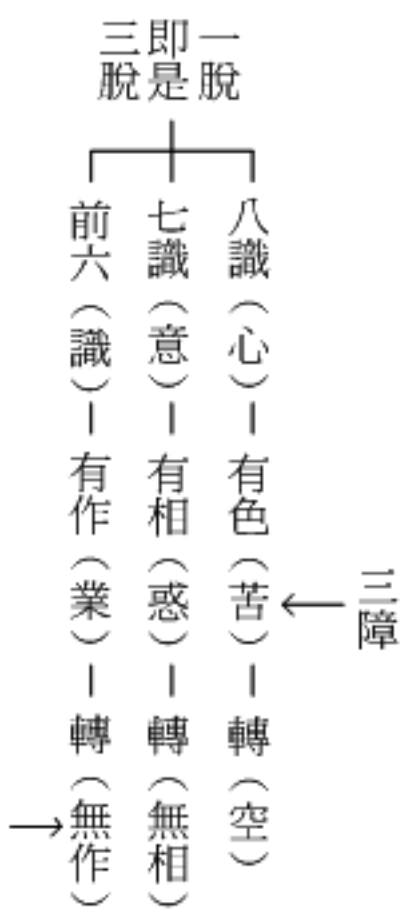 一脫
即是
三脫
八識（心）－有色（苦）－轉（空）
七識（意）－有相（惑）－轉（無相）
前六（識）－有作（業）－轉（無作）
三障